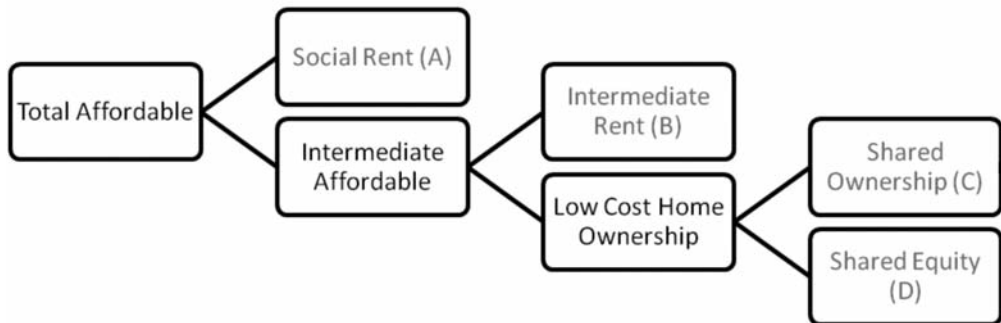 Total Affordable
Social Rent (A)
Intermediate
Affordable
Intermediate
Rent (B)
Low Cost Home
Ownership
Shared
Ownership (C)
Shared Equity
(D)